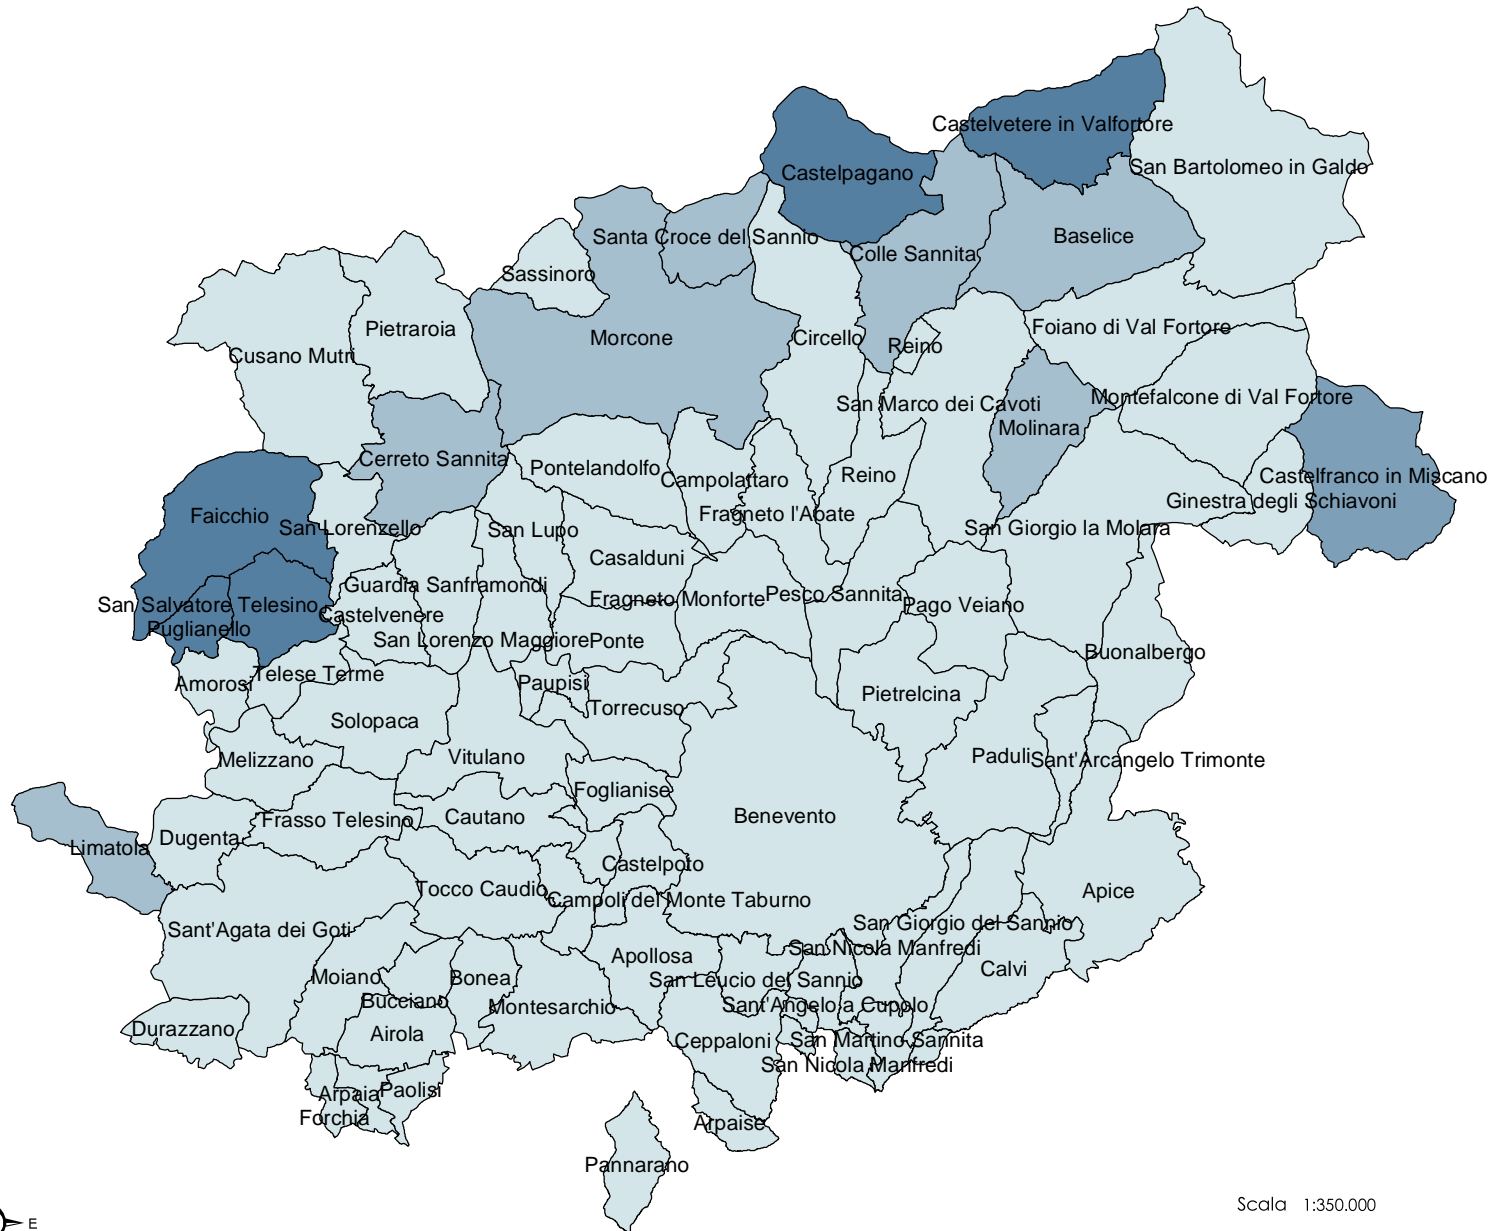 Castelvetere in Valfortore
San Bartolomeo in Galdo
Castelpagano
Santa Croce del Sannio
Baselice
Colle Sannita
Sassinoro
Pietraroia
Foiano di Val Fortore
Morcone
Circello
Reino
Cusano Mutri
Montefalcone di Val Fortore
San Marco dei Cavoti
Molinara
Cerreto Sannita
Pontelandolfo
Campolattaro
Reino
Castelfranco in Miscano
Ginestra degli Schiavoni
Faicchio
Fragneto l'Abate
San Lorenzello
San Lupo
San Giorgio la Molara
Casalduni
Guardia Sanframondi
Fragneto Monforte
Pesco Sannita
San Salvatore Telesino
Pago Veiano
Castelvenere
Puglianello
San Lorenzo Maggiore
Ponte
Buonalbergo
Telese Terme
Amorosi
Paupisi
Pietrelcina
Torrecuso
Solopaca
Melizzano
Vitulano
Paduli
Sant'Arcangelo Trimonte
Foglianise
Benevento
Frasso Telesino
Cautano
Dugenta
Limatola
Castelpoto
Tocco Caudio
Apice
Campoli del Monte Taburno
Sant'Agata dei Goti
San Giorgio del Sannio
San Nicola Manfredi
Apollosa
Calvi
Moiano
Bonea
San Leucio del Sannio
Bucciano
Montesarchio
Sant'Angelo a Cupolo
Durazzano
Airola
Ceppaloni
San Martino Sannita
San Nicola Manfredi
Arpaia
Paolisi
Forchia
Arpaise
Pannarano
Scala 1:350.000
E